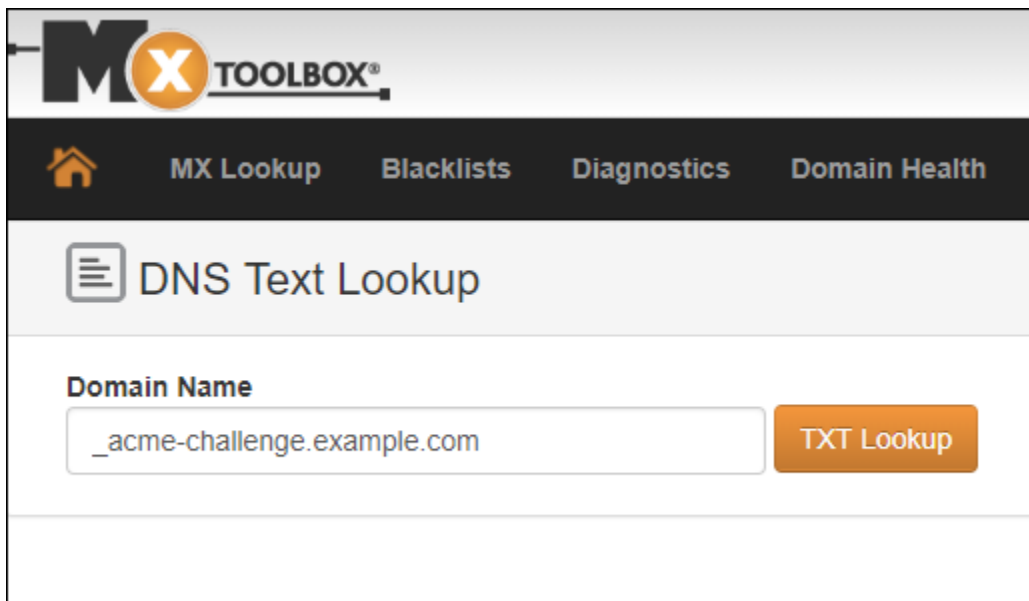 MX TOOLBOX®
MX Lookup Blacklists Diagnostics Domain Health
DNS Text Lookup
Domain Name
_acme-challenge.example.com
TXT Lookup